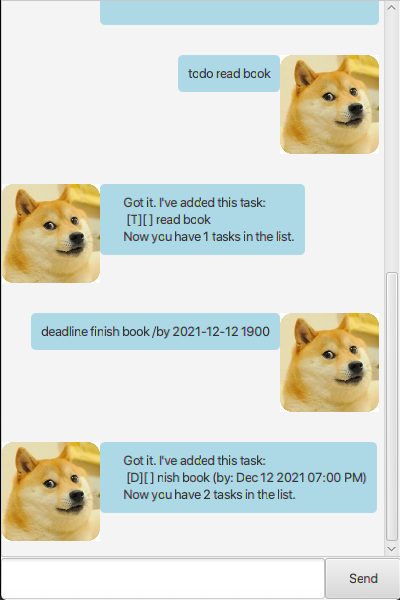 todo read book
Got it. I've added this task:
[T][ ] read book
Now you have 1 tasks in the list.
deadline finish book /by 2021-12-12 1900
Got it. I've added this task:
[D][ ] nish book (by: Dec 12 2021 07:00 PM)
Now you have 2 tasks in the list.
Send